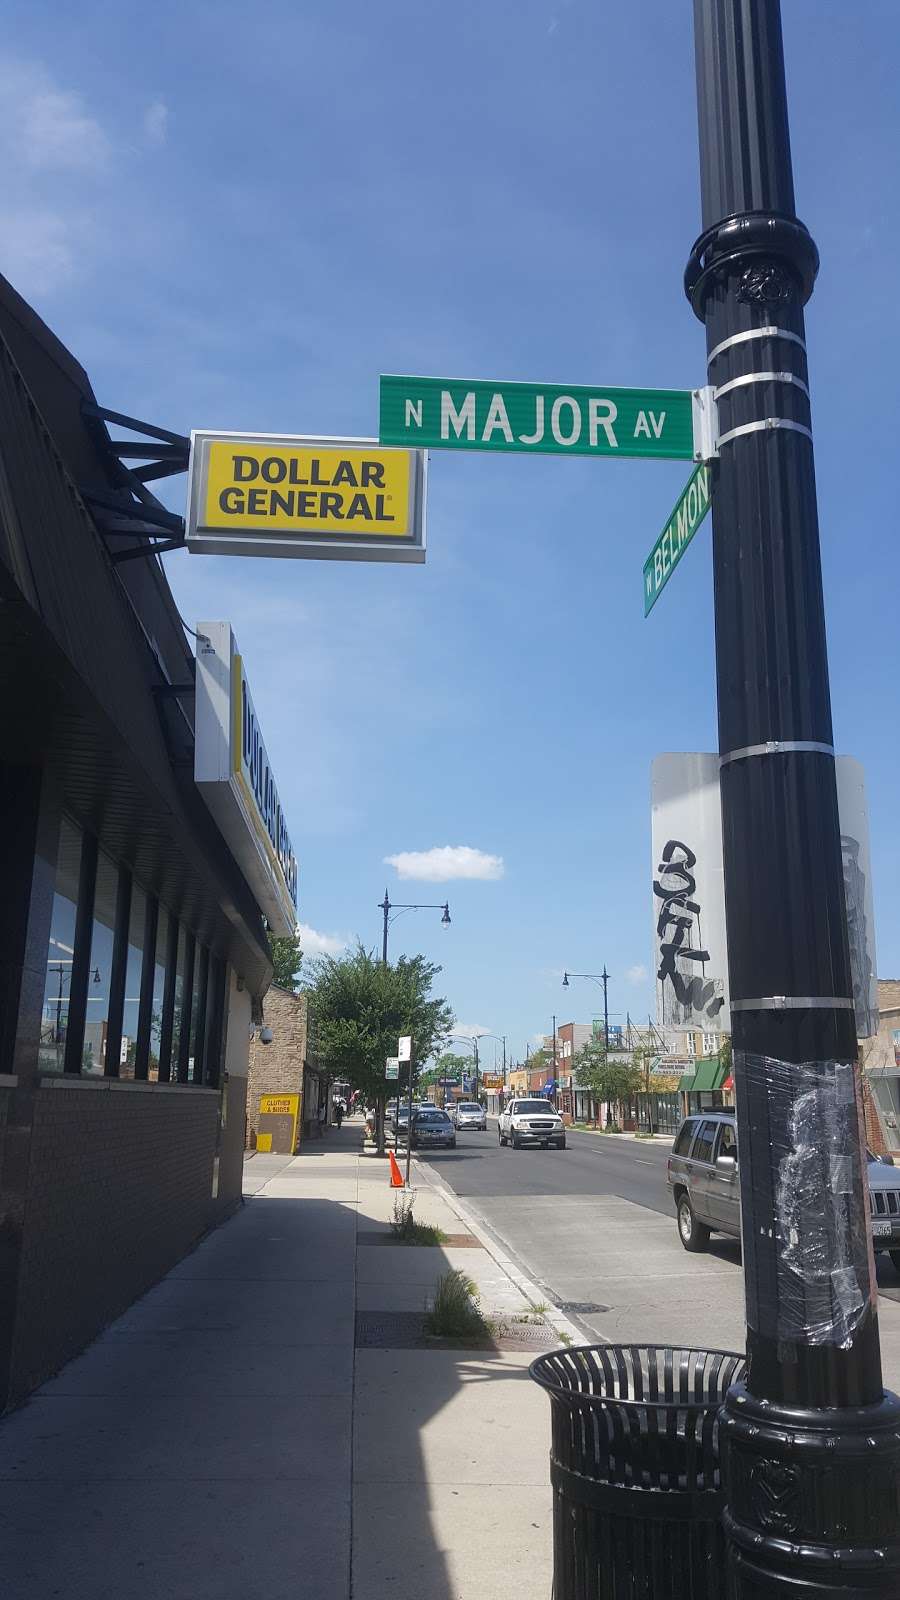 N MAJOR AV
DOLLAR
GENERAL
W BELMON
CLOTHES
& SHOES